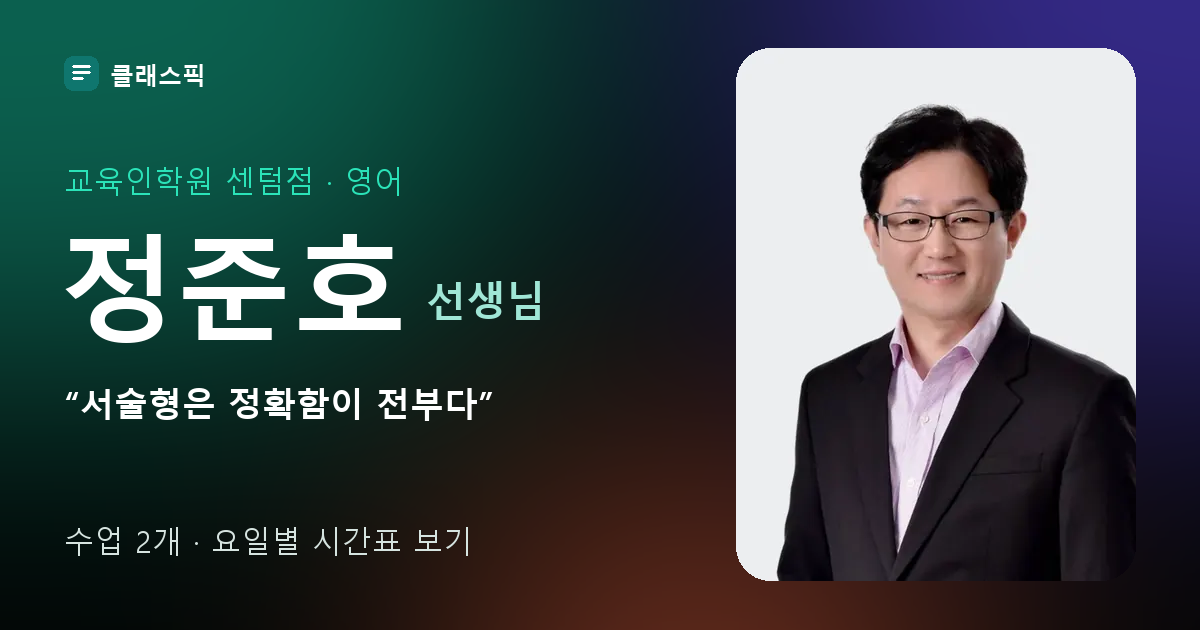 클래스픽
교육인학원 센텀점 · 영어
정준호 선생님
“서술형은 정확함이 전부다”
수업 2개 · 요일별 시간표 보기